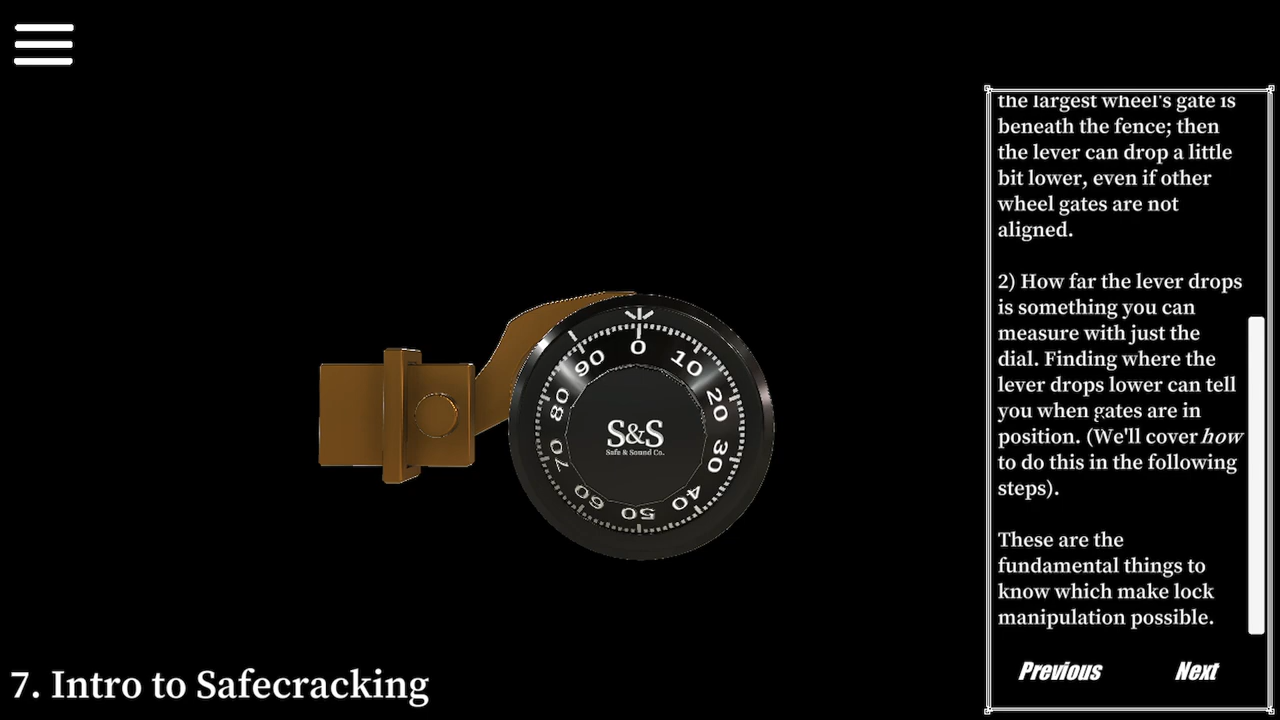 the largest wheel's gate is
beneath the fence; then
the lever can drop a little
bit lower, even if other
wheel gates are not
aligned.
2) How far the lever drops
is something you can
measure with just the
dial. Finding where the
lever drops lower can tell
you when gates are in
position. (We'll cover how
to do this in the following
steps).
These are the
fundamental things to
know which make lock
manipulation possible.
Previous Next
0
10
20
30
40
50
60
70
80
90
S&S
Safe & Sound Co.
7. Intro to Safecracking